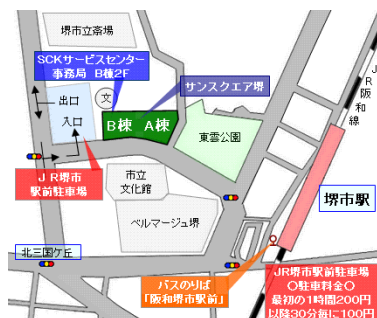 堺市立斎場
SCKサービスセンター
事務局 B棟2F
サンスクエア堺
JR阪和線
出口
文
入口
B棟 A棟
東雲公園
JR堺市
駅前駐車場
市立
文化館
堺市駅
ベルマージュ堺
北三国ケ丘
バスのりば
「阪和堺市駅前」
JR堺市駅前駐車場
〇駐車料金〇
最初の1時間200円
以降30分毎に100円